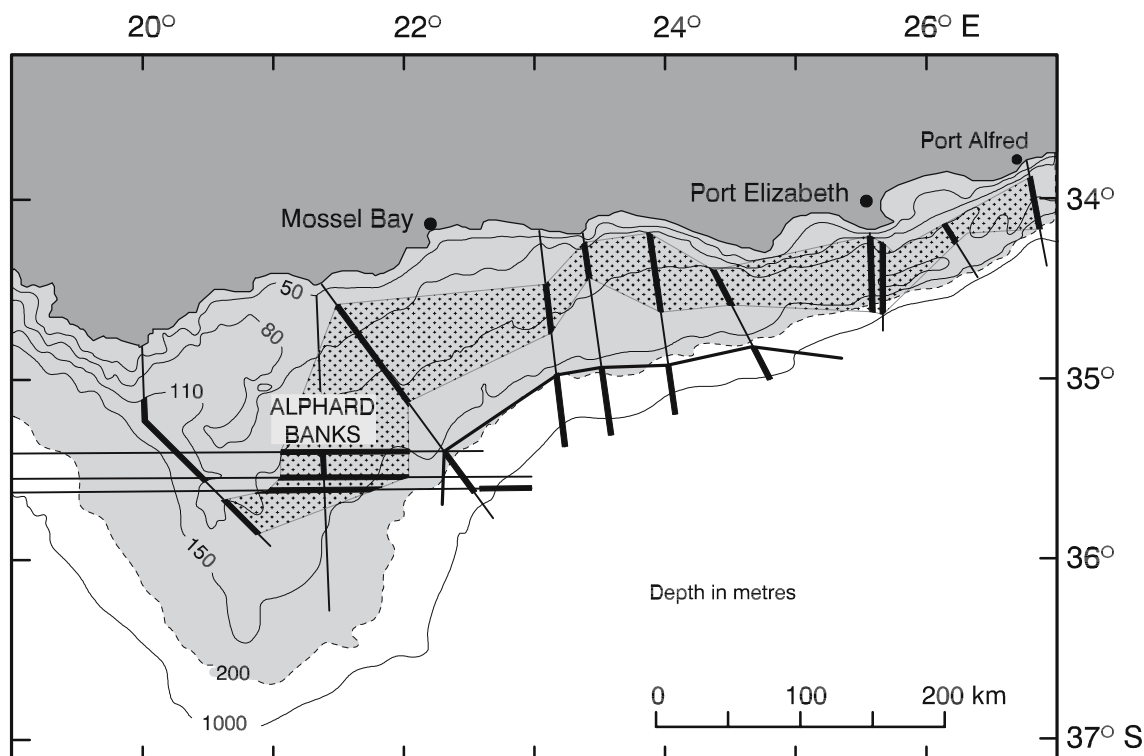 20° 22° 24° 26° E
Port Alfred
Port Elizabeth
34°
Mossel Bay
50
80
110
35°
ALPHARD
BANKS
150
36°
Depth in metres
200
0 100 200 km
1000
37° S